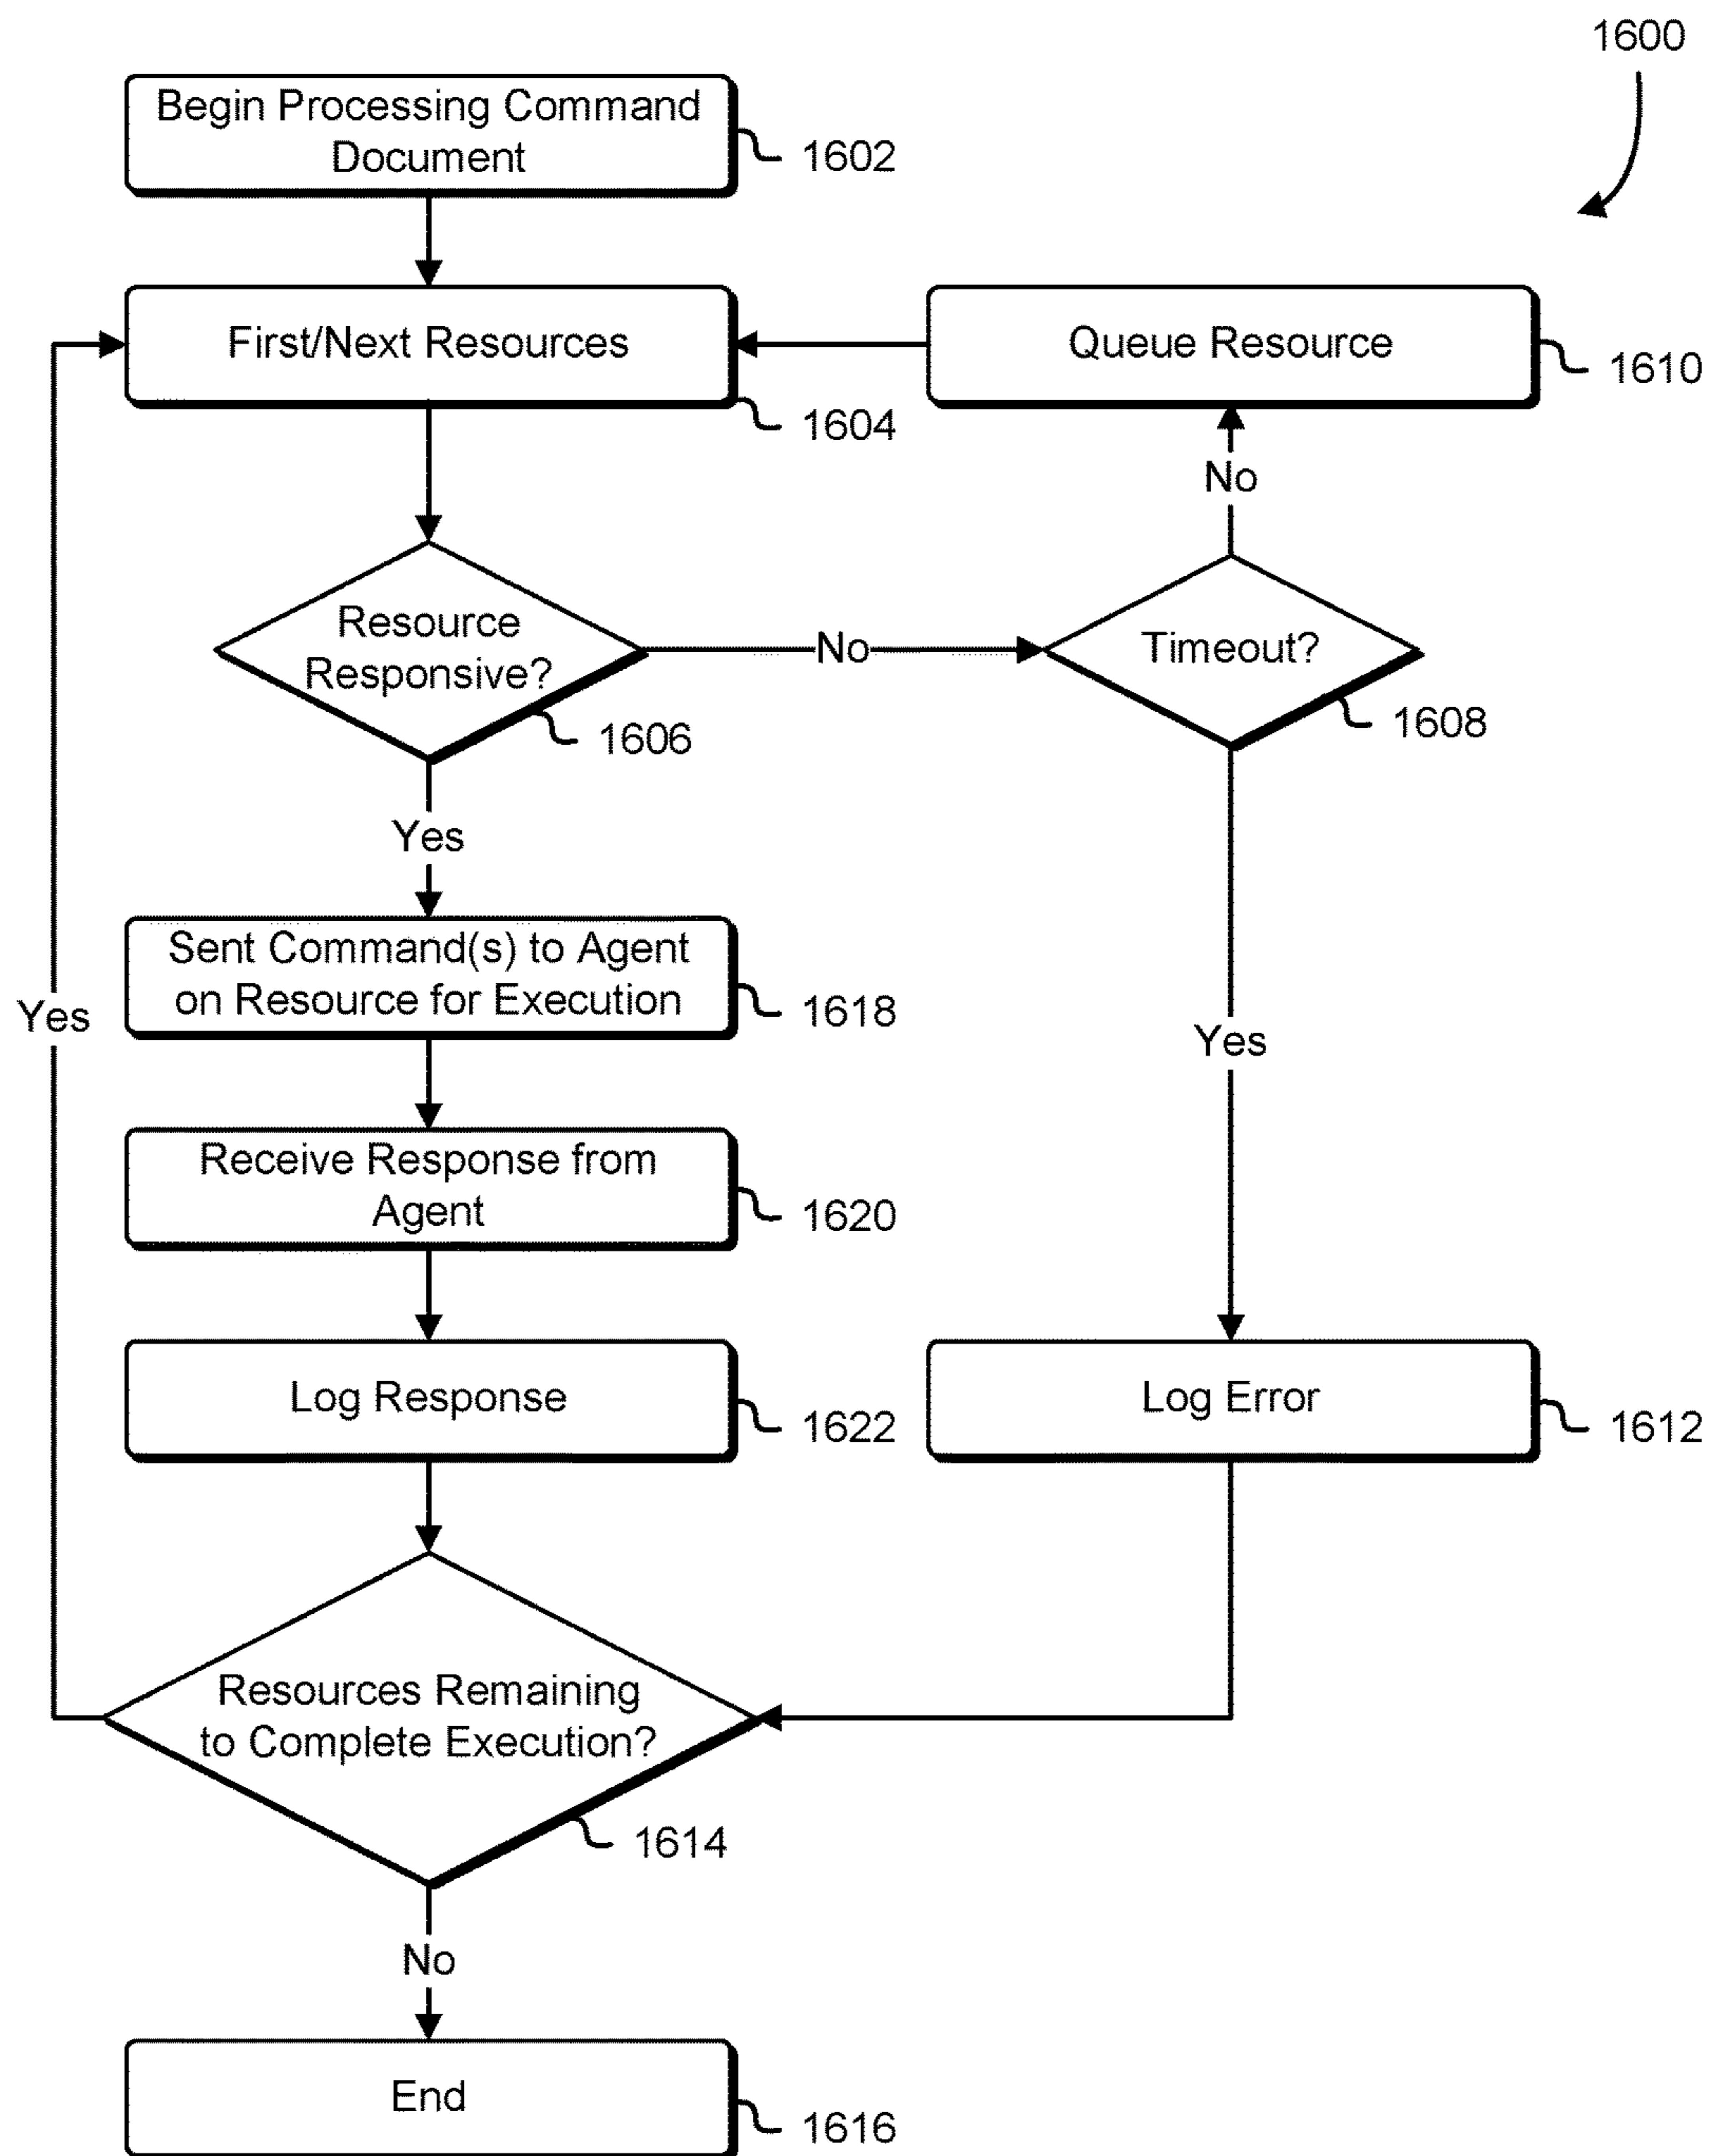 1600
Begin Processing Command
Document
1602
First/Next Resources
1604
Queue Resource
1610
No
Resource
Responsive?
1606
No
Timeout?
1608
Yes
Sent Command(s) to Agent
on Resource for Execution
1618
Yes
Yes
Receive Response from
Agent
1620
Log Response
1622
Log Error
1612
Resources Remaining
to Complete Execution?
1614
No
End
1616